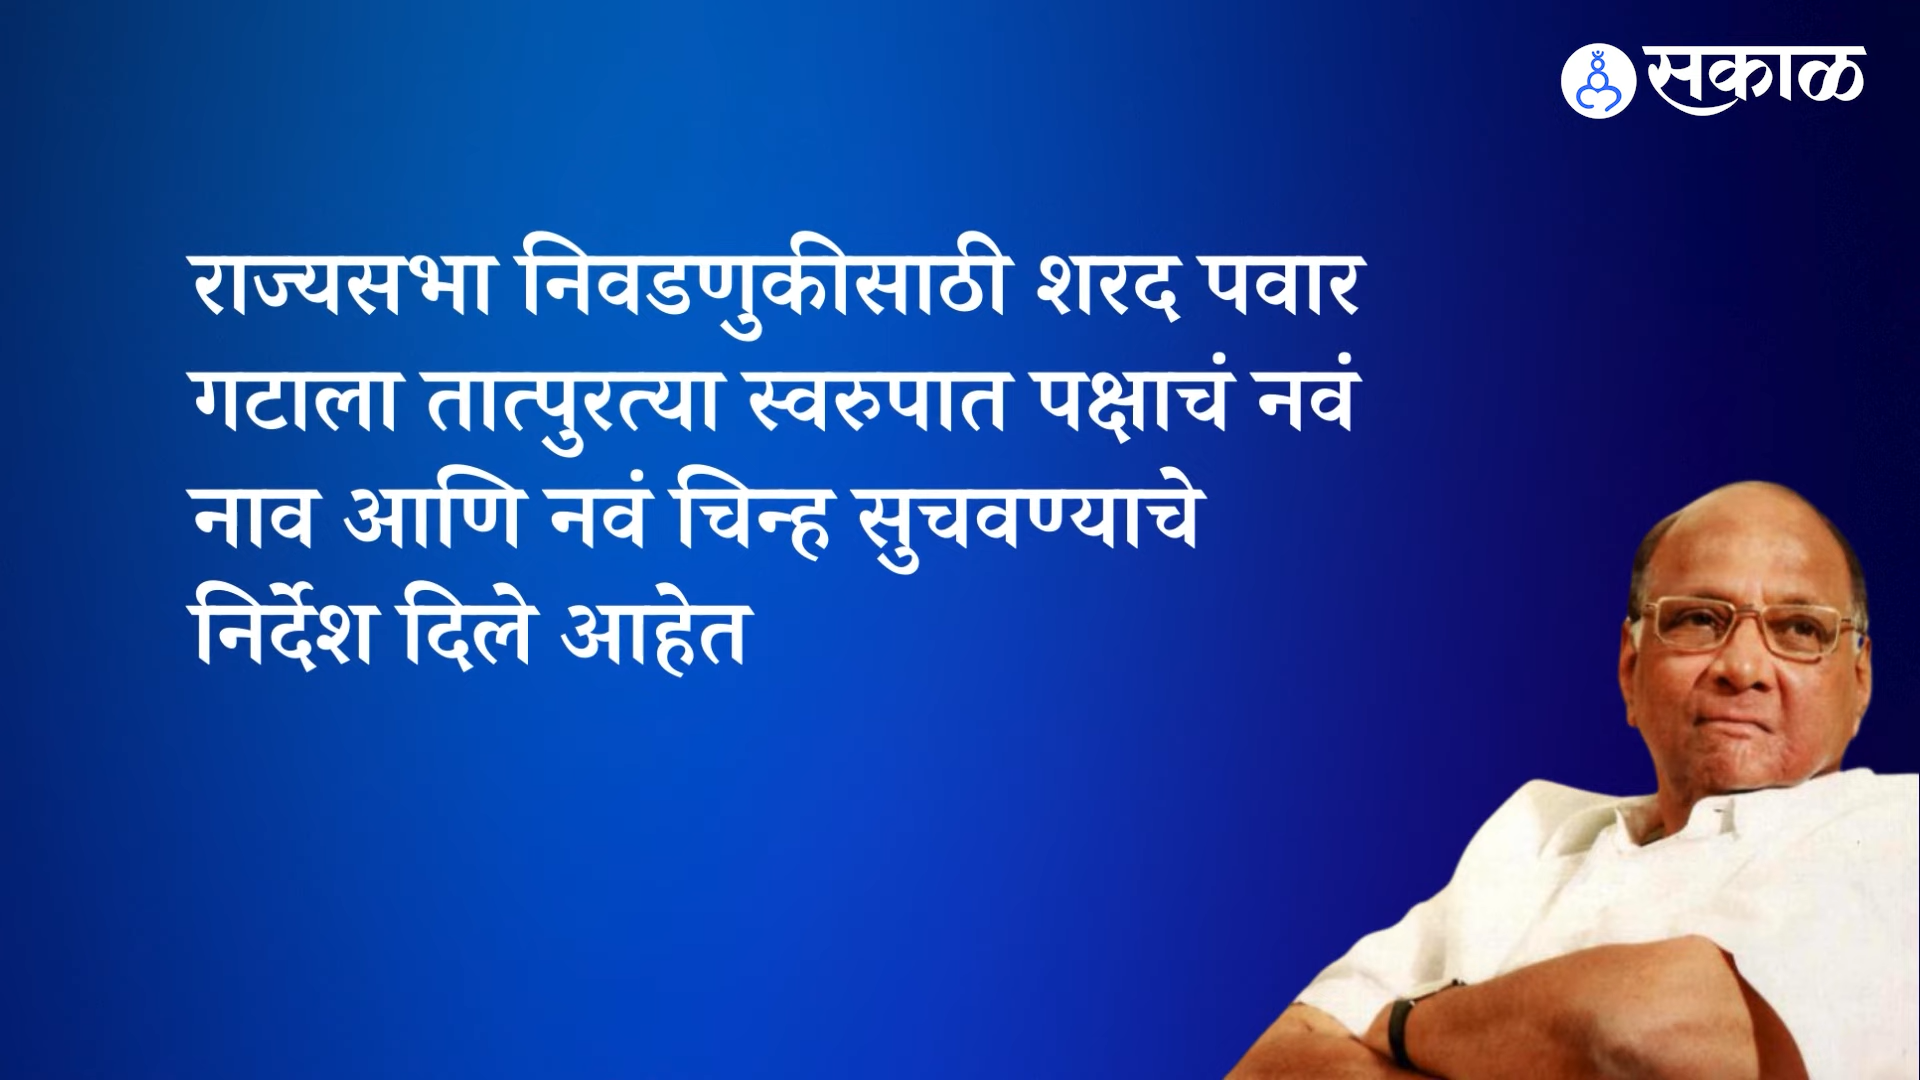 सकाळ
राज्यसभा निवडणुकीसाठी शरद पवार
गटाला तात्पुरत्या स्वरुपात पक्षाचं नवं
नाव आणि नवं चिन्ह सुचवण्याचे
निर्देश दिले आहेत